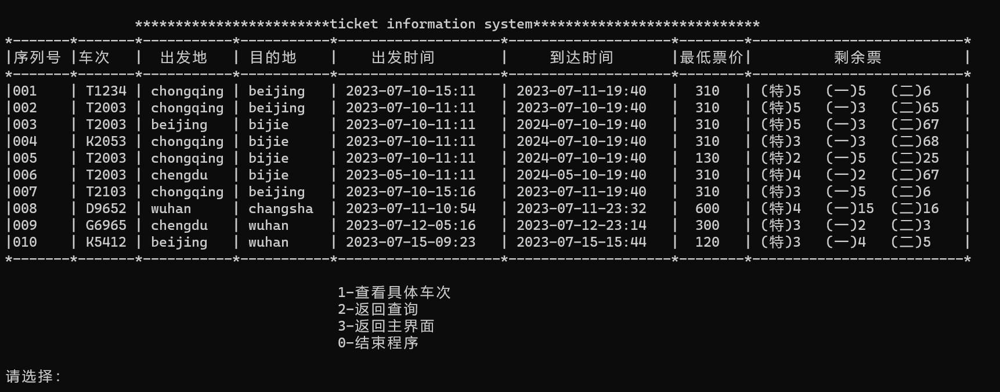 ************************ticket information system****************************
*-------*-------*-----------*-----------*--------------------*--------------------*--------*--------------------------*
|序列号 |车次   |  出发地   | 目的地    |    出发时间        |     到达时间       |最低票价|          剩余票          |
*-------*-------*-----------*-----------*--------------------*--------------------*--------*--------------------------*
|001    | T1234 | chongqing | beijing   | 2023-07-10-15:11   | 2023-07-11-19:40   |  310   | (特)5   (一)5   (二)6    |
|002    | T2003 | chongqing | beijing   | 2023-07-10-11:11   | 2023-07-10-19:40   |  310   | (特)5   (一)3   (二)65   |
|003    | T2003 | beijing   | bijie     | 2023-07-10-11:11   | 2024-07-10-19:40   |  310   | (特)5   (一)3   (二)67   |
|004    | K2053 | chongqing | bijie     | 2023-07-10-11:11   | 2024-07-10-19:40   |  310   | (特)3   (一)3   (二)68   |
|005    | T2003 | chongqing | bijie     | 2023-07-10-11:11   | 2024-07-10-19:40   |  130   | (特)2   (一)5   (二)25   |
|006    | T2003 | chengdu   | bijie     | 2023-05-10-11:11   | 2024-05-10-19:40   |  310   | (特)4   (一)2   (二)67   |
|007    | T2103 | chongqing | beijing   | 2023-07-10-15:16   | 2023-07-11-19:40   |  310   | (特)3   (一)5   (二)6    |
|008    | D9652 | wuhan     | changsha  | 2023-07-11-10:54   | 2023-07-11-23:32   |  600   | (特)4   (一)15  (二)16   |
|009    | G6965 | chengdu   | wuhan     | 2023-07-12-05:16   | 2023-07-12-23:14   |  300   | (特)3   (一)2   (二)3    |
|010    | K5412 | beijing   | wuhan     | 2023-07-15-09:23   | 2023-07-15-15:44   |  120   | (特)3   (一)4   (二)5    |
*-------*-------*-----------*-----------*--------------------*--------------------*--------*--------------------------*
1-查看具体车次
2-返回查询
3-返回主界面
0-结束程序
请选择: